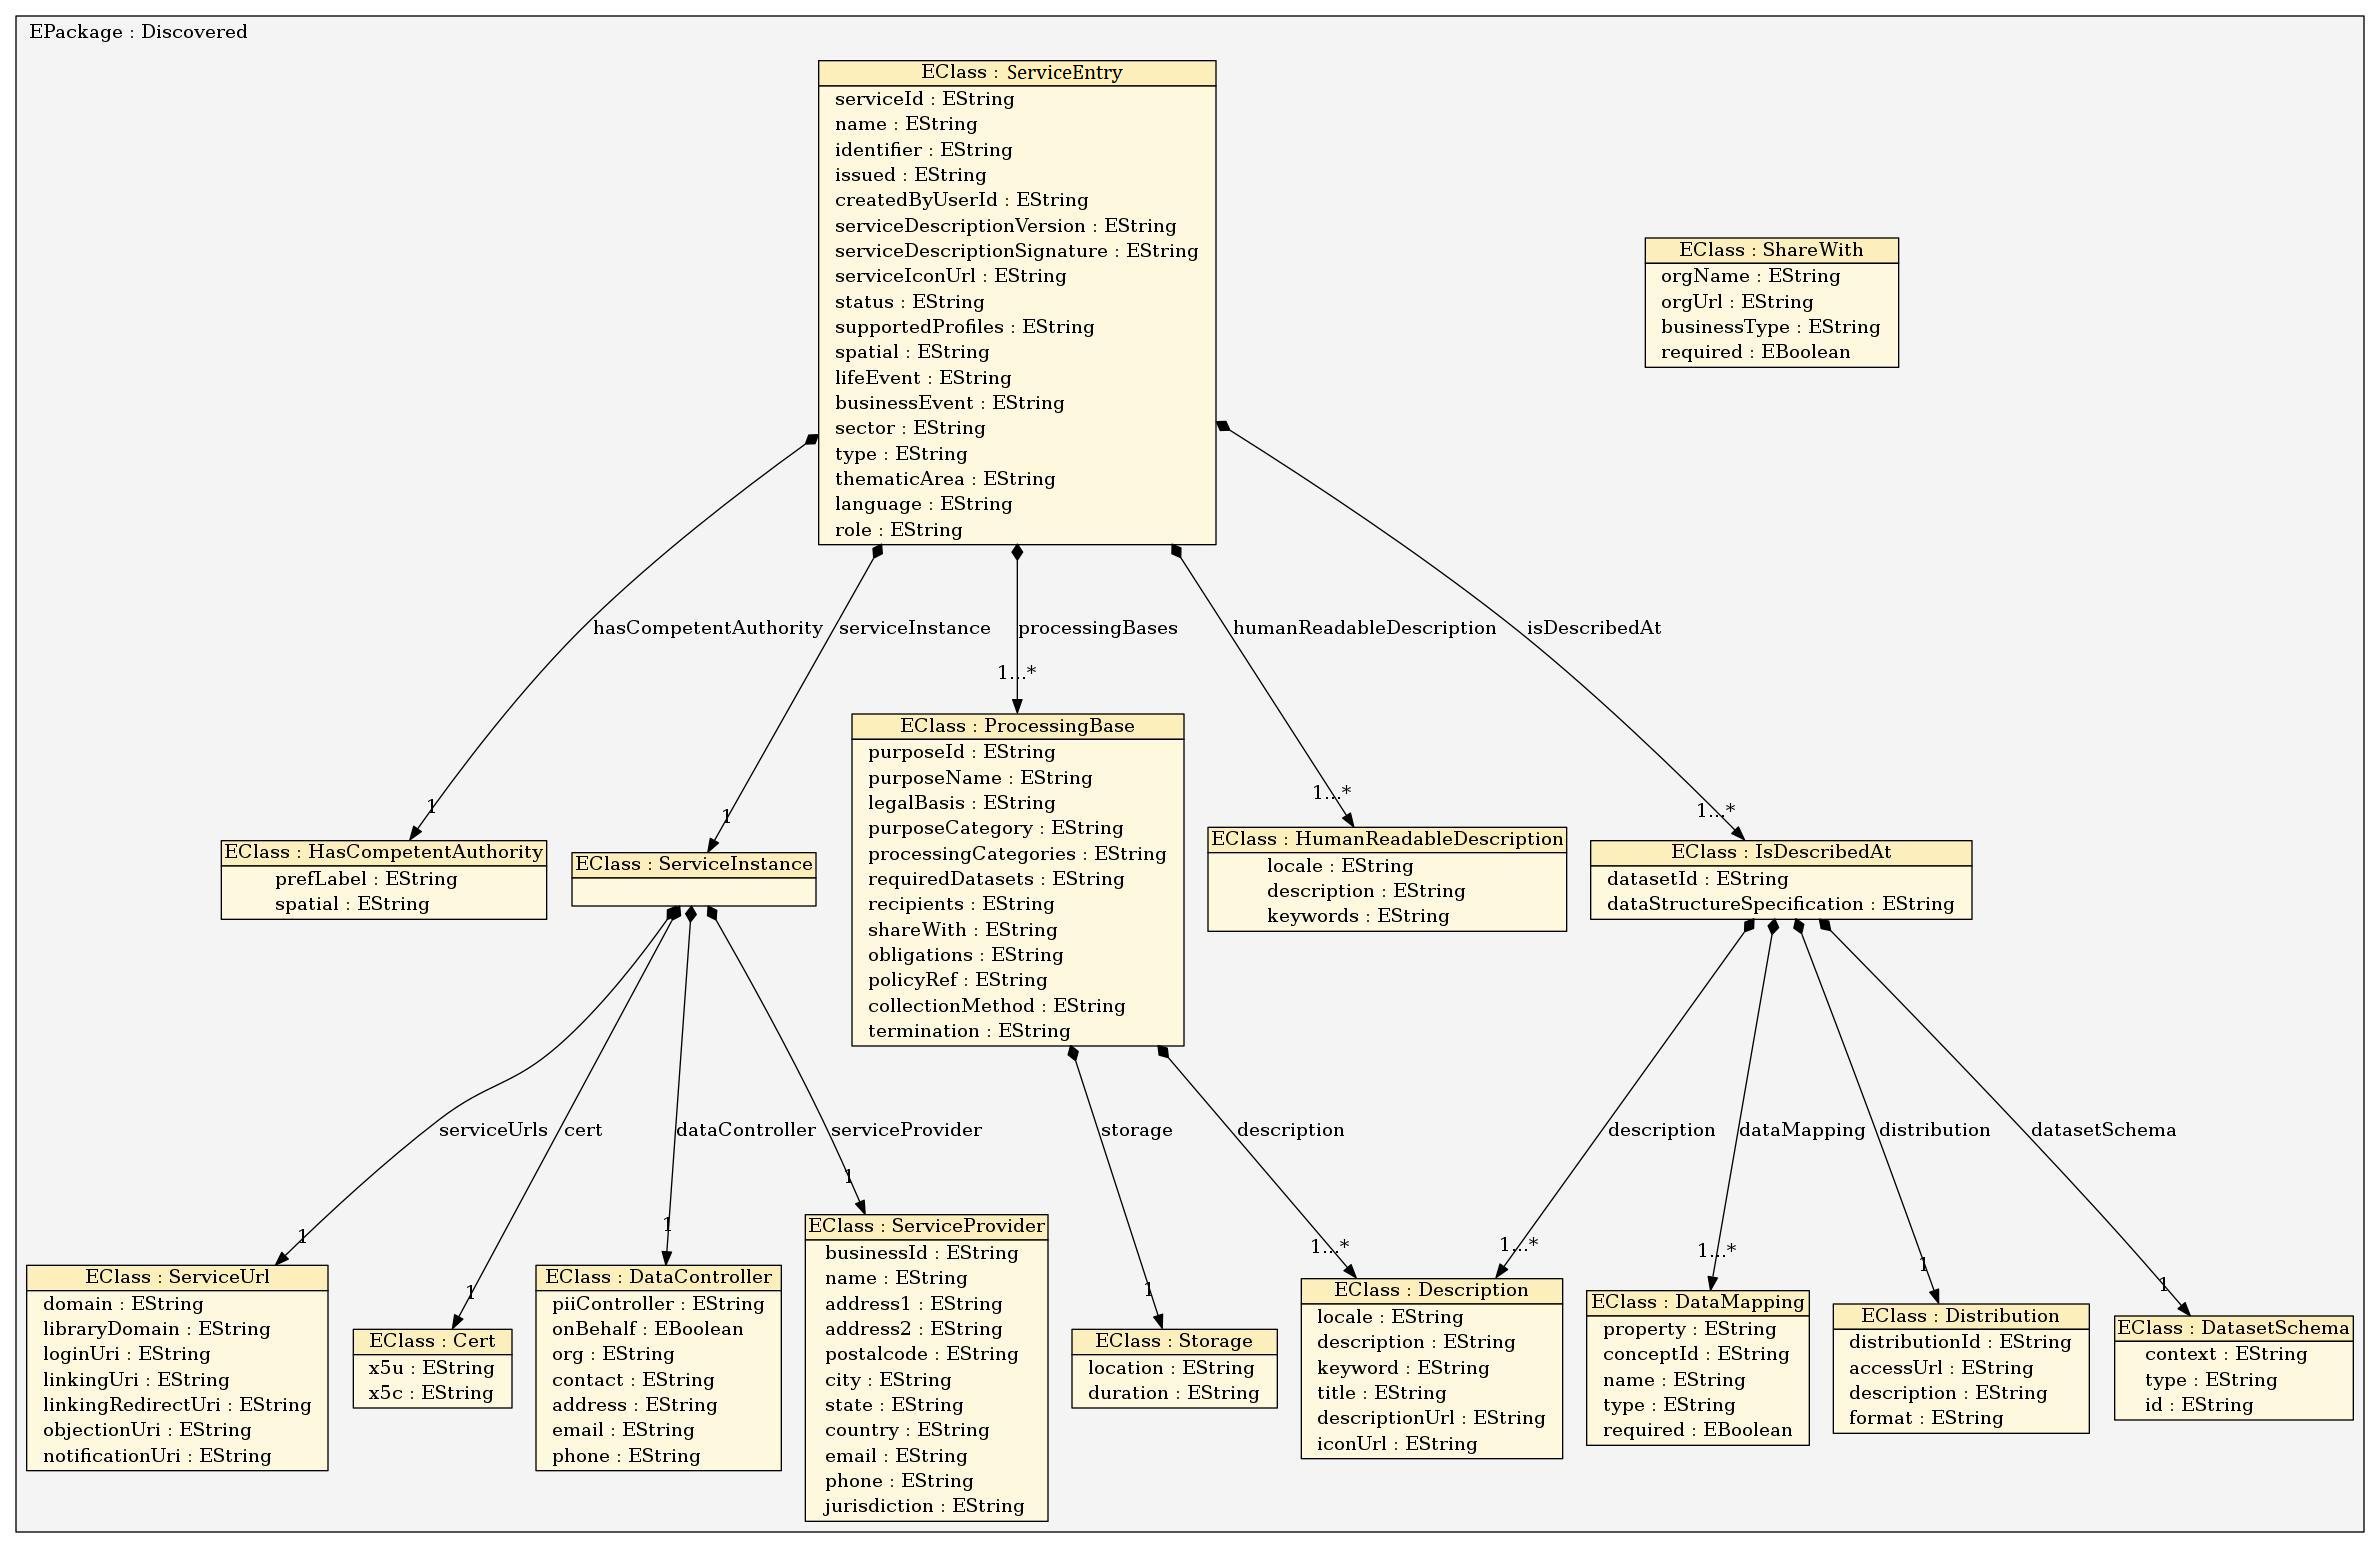 EPackage : Discovered
EClass : ServiceEntry
serviceId : EString
name : EString
identifier : EString
issued : EString
createdByUserId : EString
serviceDescriptionVersion : EString
serviceDescriptionSignature : EString
serviceIconUrl : EString
status : EString
supportedProfiles : EString
spatial : EString
lifeEvent : EString
businessEvent : EString
sector : EString
type : EString
thematicArea : EString
language : EString
role : EString
EClass : ShareWith
orgName : EString
orgUrl : EString
businessType : EString
required : EBoolean
hasCompetentAuthority
serviceInstance
processingBases
humanReadableDescription
isDescribedAt
1
1
1...*
1...*
1...*
EClass : HasCompetentAuthority
prefLabel : EString
spatial : EString
EClass : ServiceInstance
EClass : ProcessingBase
purposeId : EString
purposeName : EString
legalBasis : EString
purposeCategory : EString
processingCategories : EString
requiredDatasets : EString
recipients : EString
shareWith : EString
obligations : EString
policyRef : EString
collectionMethod : EString
termination : EString
EClass : HumanReadableDescription
locale : EString
description : EString
keywords : EString
EClass : IsDescribedAt
datasetId : EString
dataStructureSpecification : EString
serviceUrls
cert
dataController
serviceProvider
storage
description
description
dataMapping
distribution
datasetSchema
1
1
1
1
1
1...*
1...*
1...*
1
1
EClass : ServiceUrl
domain : EString
libraryDomain : EString
loginUri : EString
linkingUri : EString
linkingRedirectUri : EString
objectionUri : EString
notificationUri : EString
EClass : Cert
x5u : EString
x5c : EString
EClass : DataController
piiController : EString
onBehalf : EBoolean
org : EString
contact : EString
address : EString
email : EString
phone : EString
EClass : ServiceProvider
businessId : EString
name : EString
address1 : EString
address2 : EString
postalcode : EString
city : EString
state : EString
country : EString
email : EString
phone : EString
jurisdiction : EString
EClass : Storage
location : EString
duration : EString
EClass : Description
locale : EString
description : EString
keyword : EString
title : EString
descriptionUrl : EString
iconUrl : EString
EClass : DataMapping
property : EString
conceptId : EString
name : EString
type : EString
required : EBoolean
EClass : Distribution
distributionId : EString
accessUrl : EString
description : EString
format : EString
EClass : DatasetSchema
context : EString
type : EString
id : EString